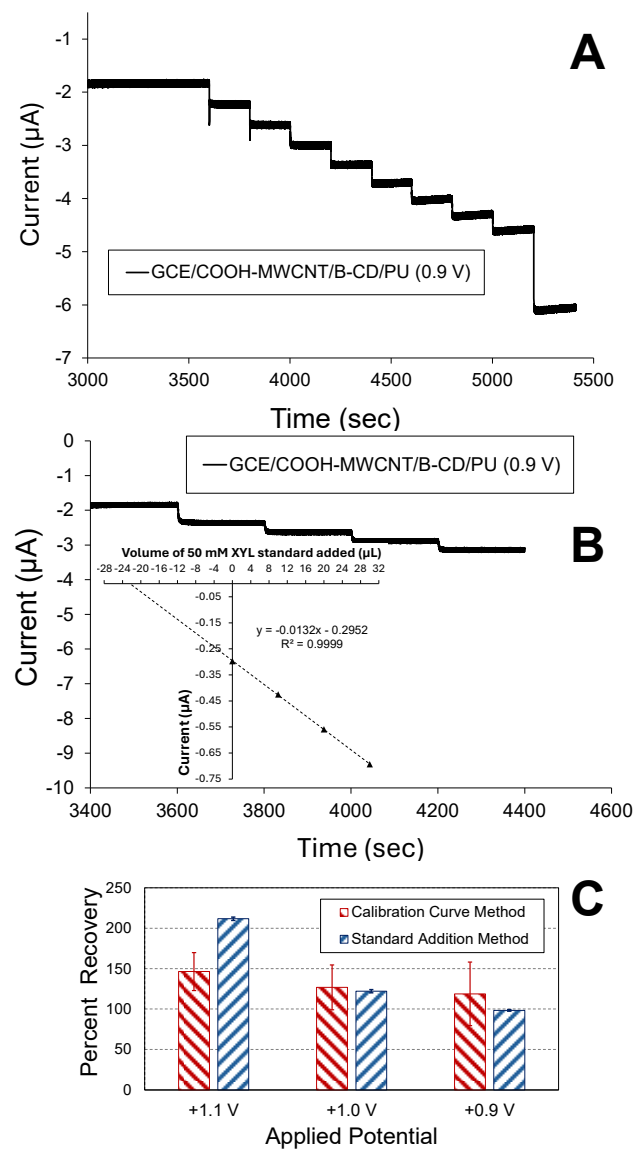 A
-1
-2
-3
-4
-5
-6
-7
Current (µA)
GCE/COOH-MWCNT/B-CD/PU (0.9 V)
3000 3500 4000 4500 5000 5500
Time (sec)
B
0
-1
-2
-3
-4
-5
-6
-7
-8
-9
-10
Current (µA)
GCE/COOH-MWCNT/B-CD/PU (0.9 V)
Volume of 50 mM XYL standard added (µL)
-28 -24 -20 -16 -12 -8 -4 0 4 8 12 16 20 24 28 32
-0.05
-0.15
-0.25
-0.35
-0.45
-0.55
-0.65
-0.75
Current (µA)
y = -0.0132x - 0.2952
R² = 0.9999
3400 3600 3800 4000 4200 4400 4600
Time (sec)
C
250
200
150
100
50
0
Percent Recovery
Calibration Curve Method
Standard Addition Method
+1.1 V +1.0 V +0.9 V
Applied Potential